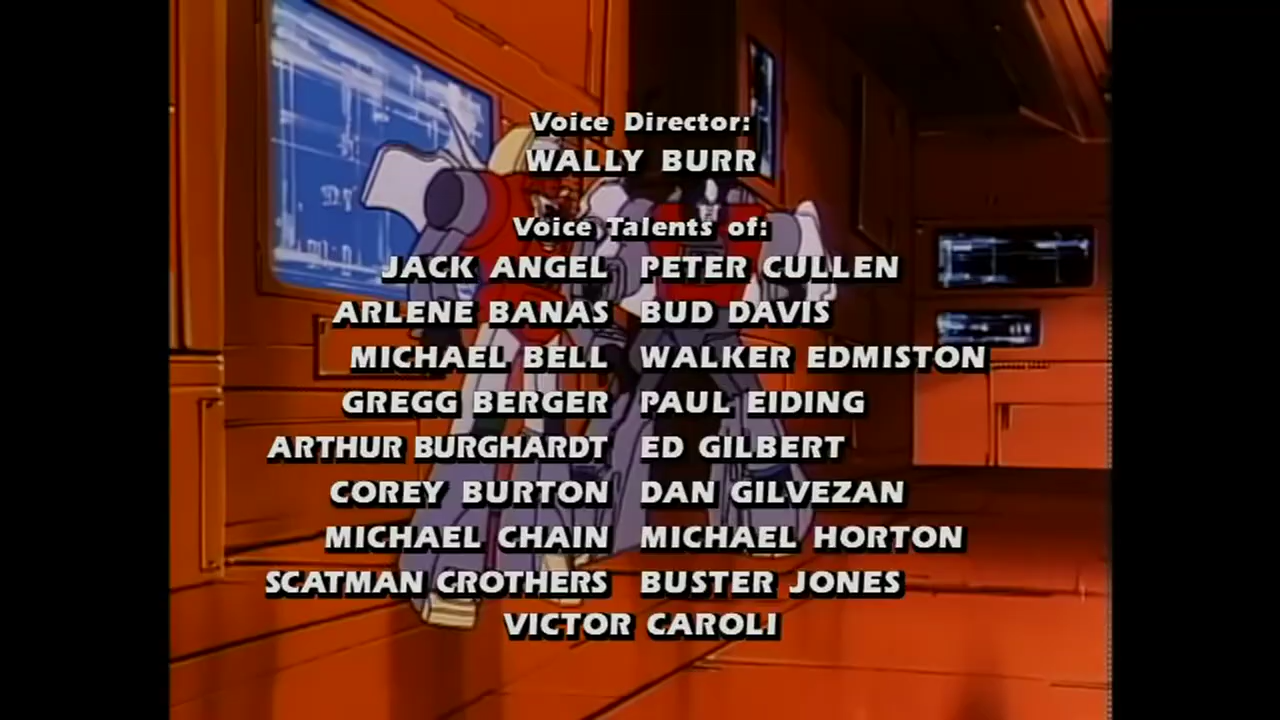 Voice Director:
WALLY BURR
Voice Talents of:
JACK ANGEL PETER CULLEN
ARLENE BANAS BUD DAVIS
MICHAEL BELL WALKER EDMISTON
GREGG BERGER PAUL EIDING
ARTHUR BURGHARDT ED GILBERT
COREY BURTON DAN GILVEZAN
MICHAEL CHAIN MICHAEL HORTON
SCATMAN CROTHERS BUSTER JONES
VICTOR CAROLI